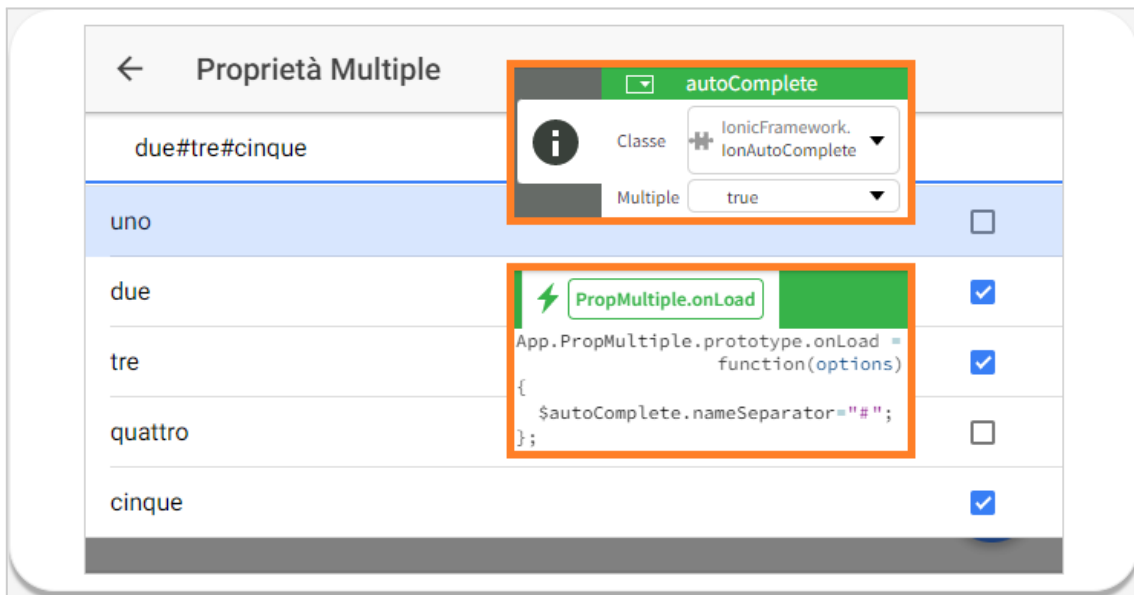 Proprietà Multiple
due#tre#cinque
uno
due
tre
quattro
cinque
autoComplete
Classe
IonicFramework.
IonAutoComplete
Multiple true
PropMultiple.onLoad
App.PropMultiple.prototype.onLoad =
function(options)
{
$autoComplete.nameSeparator="#";
};